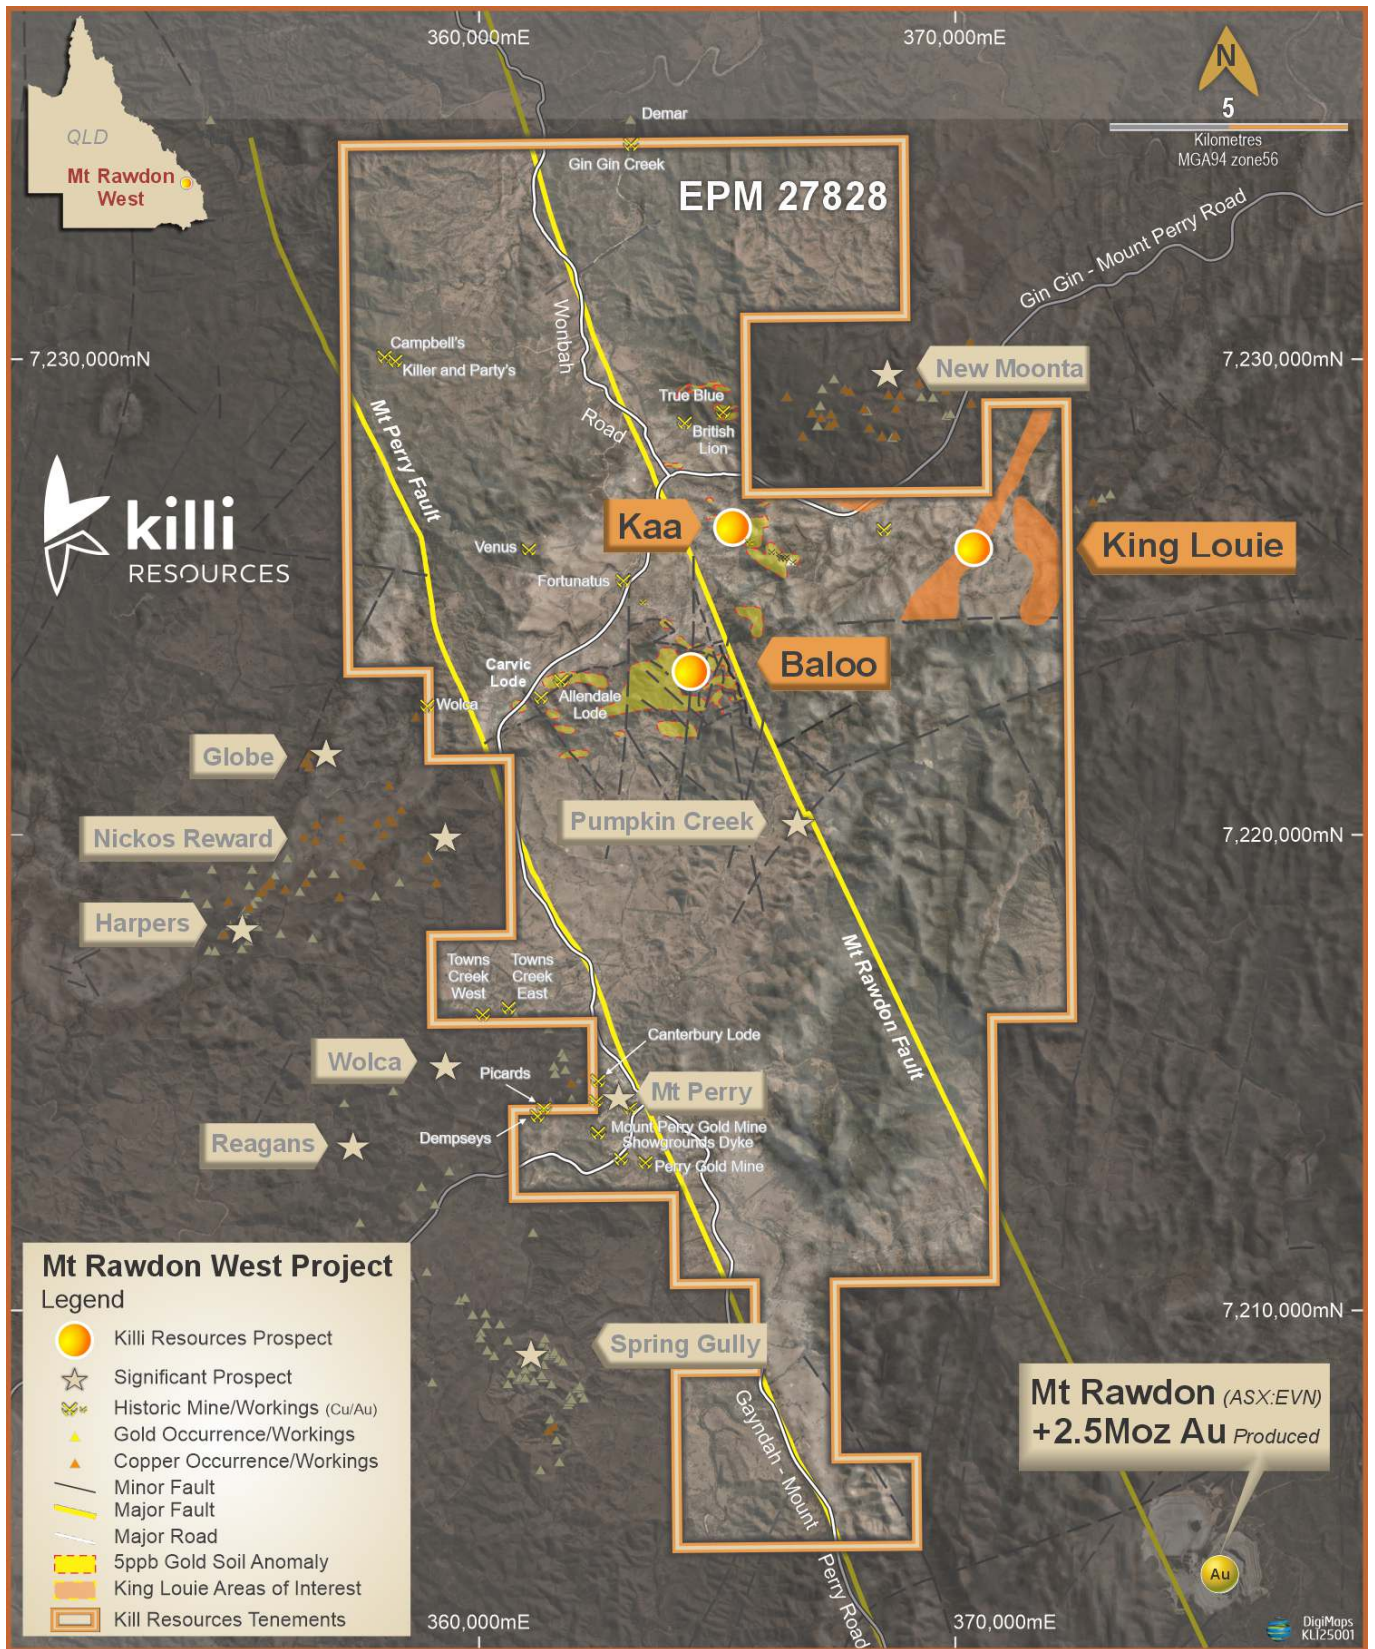 360,000mE
370,000mE
N
5
Kilometres
MGA94 zone56
QLD
Mt Rawdon
West
Demar
Gin Gin Creek
EPM 27828
Gin Gin - Mount Perry Road
7,230,000mN
7,230,000mN
Campbell's
Killer and Party's
Wonbah
Road
New Moonta
True Blue
British
Lion
Mt Perry Fault
killi
RESOURCES
Kaa
King Louie
Venus
Fortunatus
Baloo
Carvic
Lode
Allendale
Lode
Wolca
Globe
Nickos Reward
Pumpkin Creek
7,220,000mN
Harpers
Mt Rawdon Fault
Towns
Creek
West
Towns
Creek
East
Canterbury Lode
Wolca
Picards
Mt Perry
Dempseys
Mount Perry Gold Mine
Showgrounds Dyke
Perry Gold Mine
Reagans
Mt Rawdon West Project
Legend
Killi Resources Prospect
Significant Prospect
Historic Mine/Workings (Cu/Au)
Gold Occurrence/Workings
Copper Occurrence/Workings
Minor Fault
Major Fault
Major Road
5ppb Gold Soil Anomaly
King Louie Areas of Interest
Kill Resources Tenements
7,210,000mN
Spring Gully
Gayndah - Mount
Perry Road
Mt Rawdon (ASX:EVN)
+2.5Moz Au Produced
Au
360,000mE
370,000mE
DigiMaps
KLI25001